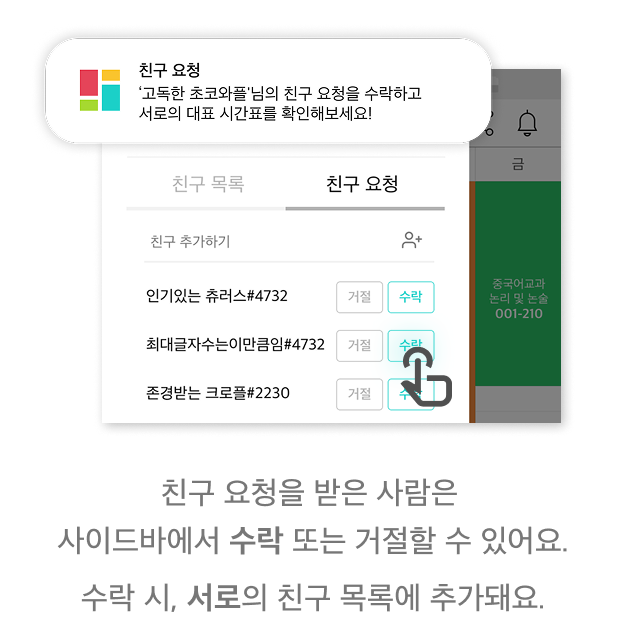 친구 요청
'고독한 초코와플'님의 친구 요청을 수락하고
서로의 대표 시간표를 확인해보세요!
금
친구 목록
친구 요청
친구 추가하기
인기있는 츄러스#4732
거절
수락
최대글자수는이만큼임#4732
거절
수락
존경받는 크로플#2230
거절
수락
중국어교과
논리 및 논술
001-210
친구 요청을 받은 사람은
사이드바에서 수락 또는 거절할 수 있어요.
수락 시, 서로의 친구 목록에 추가돼요.